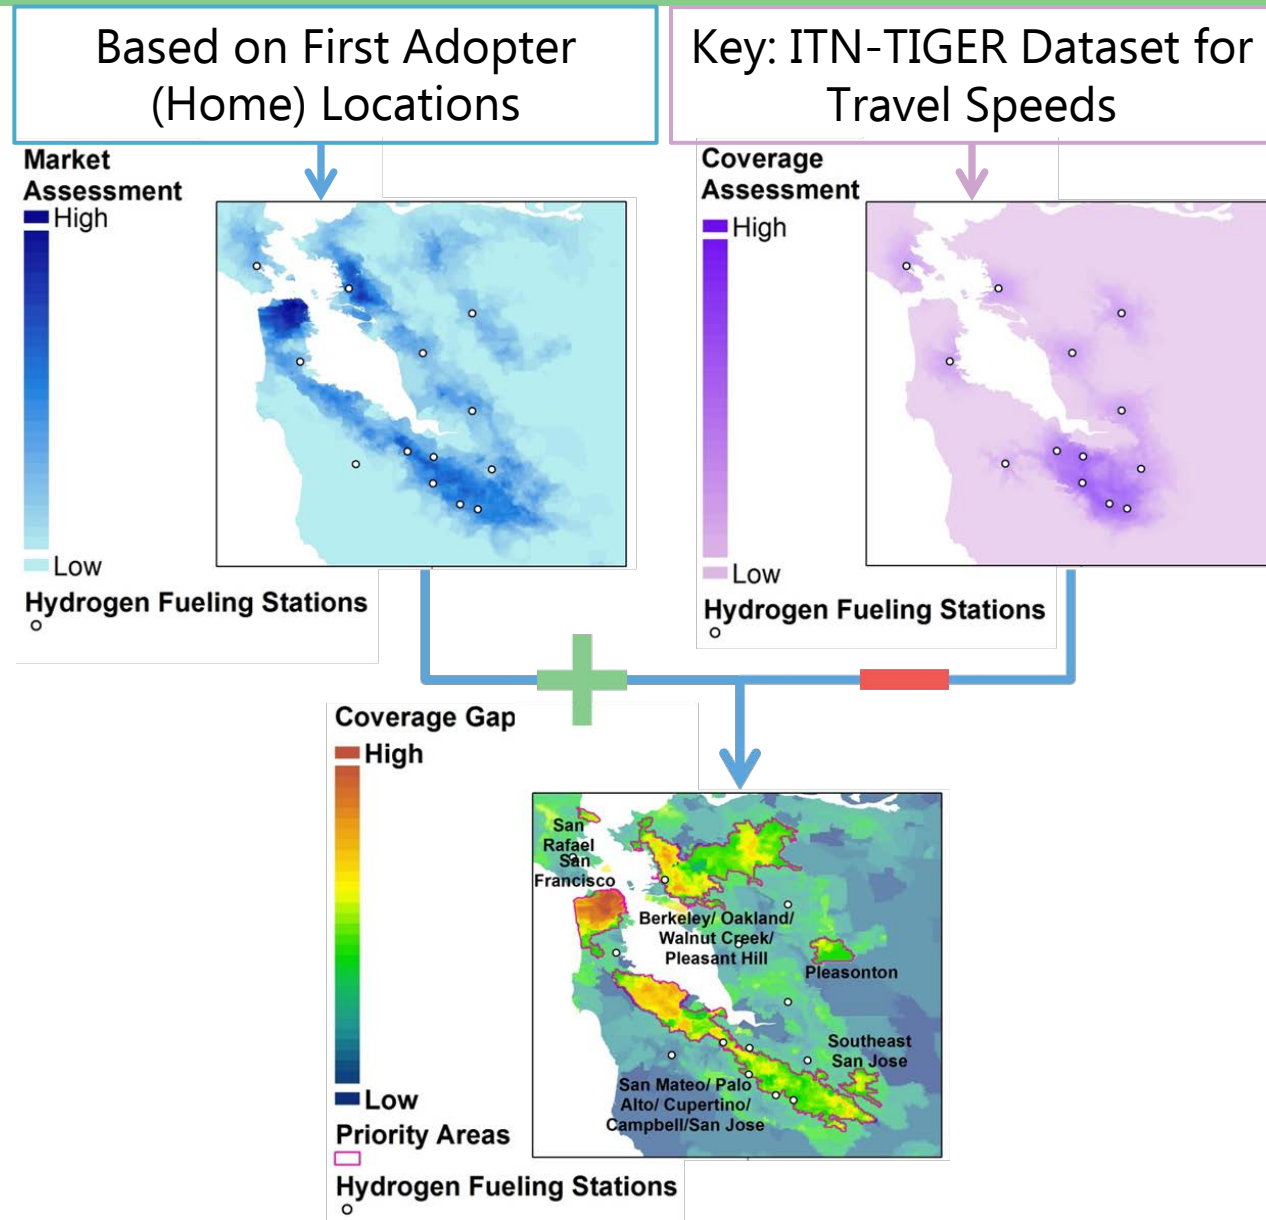 Based on First Adopter
(Home) Locations
Key: ITN-TIGER Dataset for
Travel Speeds
Market
Assessment
High
Low
Hydrogen Fueling Stations
Coverage
Assessment
High
Low
Hydrogen Fueling Stations
Coverage Gap
High
Low
Priority Areas
Hydrogen Fueling Stations
San
Rafael
San
Francisco
Berkeley/ Oakland/
Walnut Creek/
Pleasant Hill
Pleasonton
Southeast
San Jose
San Mateo/ Palo
Alto/ Cupertino/
Campbell/San Jose